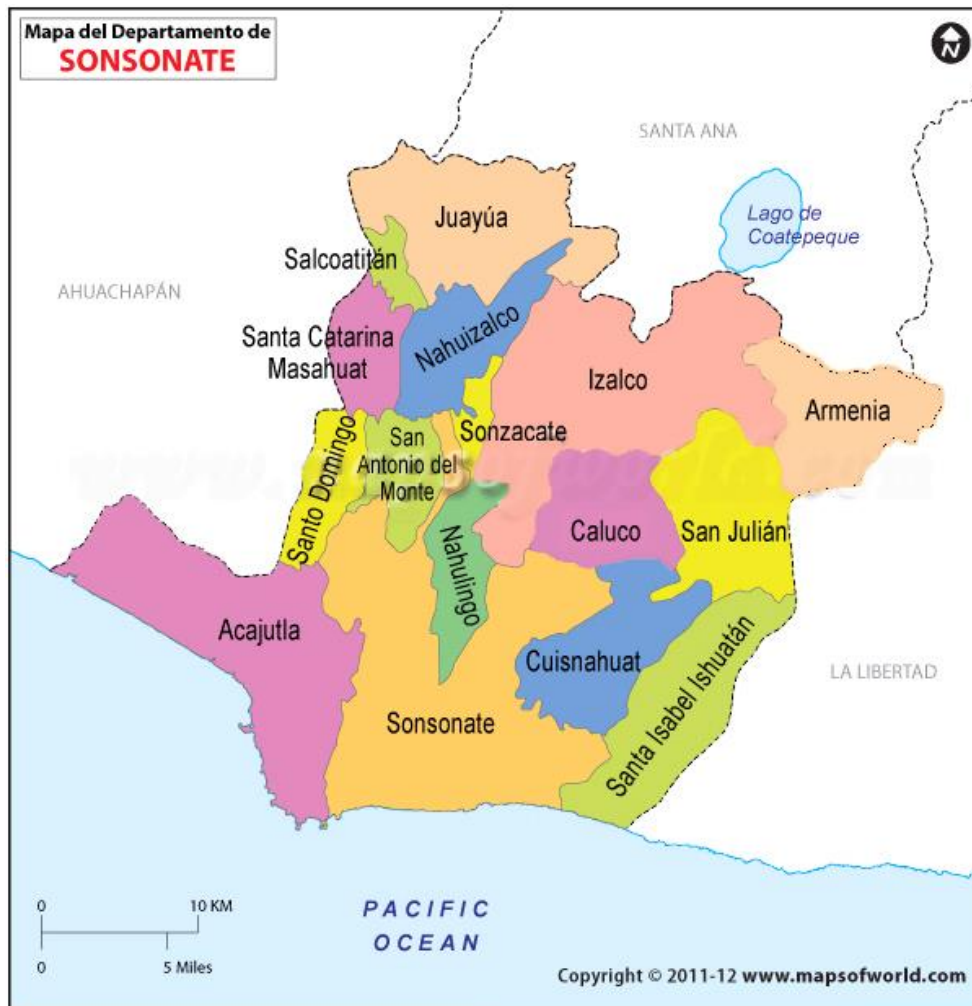 Mapa del Departamento de
SONSONATE
N
SANTA ANA
Juayúa
Lago de
Coatepeque
Salcoatitán
AHUACHAPÁN
Santa Catarina
Masahuat
Nahuizalco
Izalco
Armenia
Sonzacate
San
Antonio del
Monte
Santo Domingo
Caluco
San Julián
Nahulingo
Acajutla
Cuisnahuat
LA LIBERTAD
Sonsonate
Santa Isabel Ishuatán
0 10 KM
0 5 Miles
PACIFIC
OCEAN
Copyright © 2011-12 www.mapsofworld.com